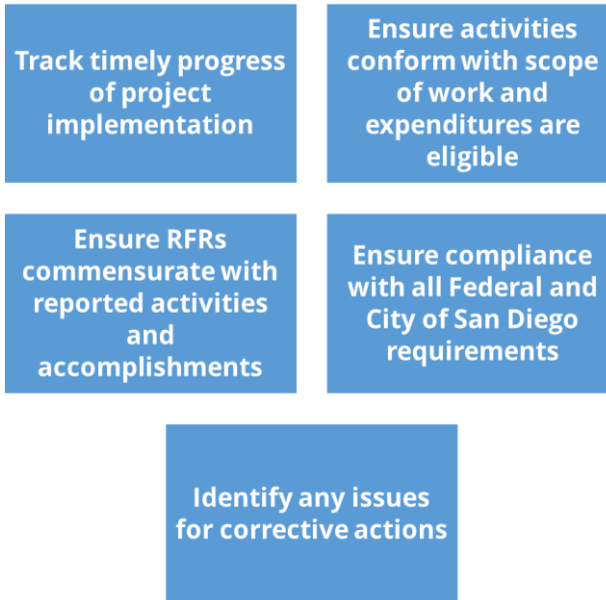 Track timely progress
of project
implementation
Ensure activities
conform with scope
of work and
expenditures are
eligible
Ensure RFRs
commensurate with
reported activities
and
accomplishments
Ensure compliance
with all Federal and
City of San Diego
requirements
Identify any issues
for corrective actions